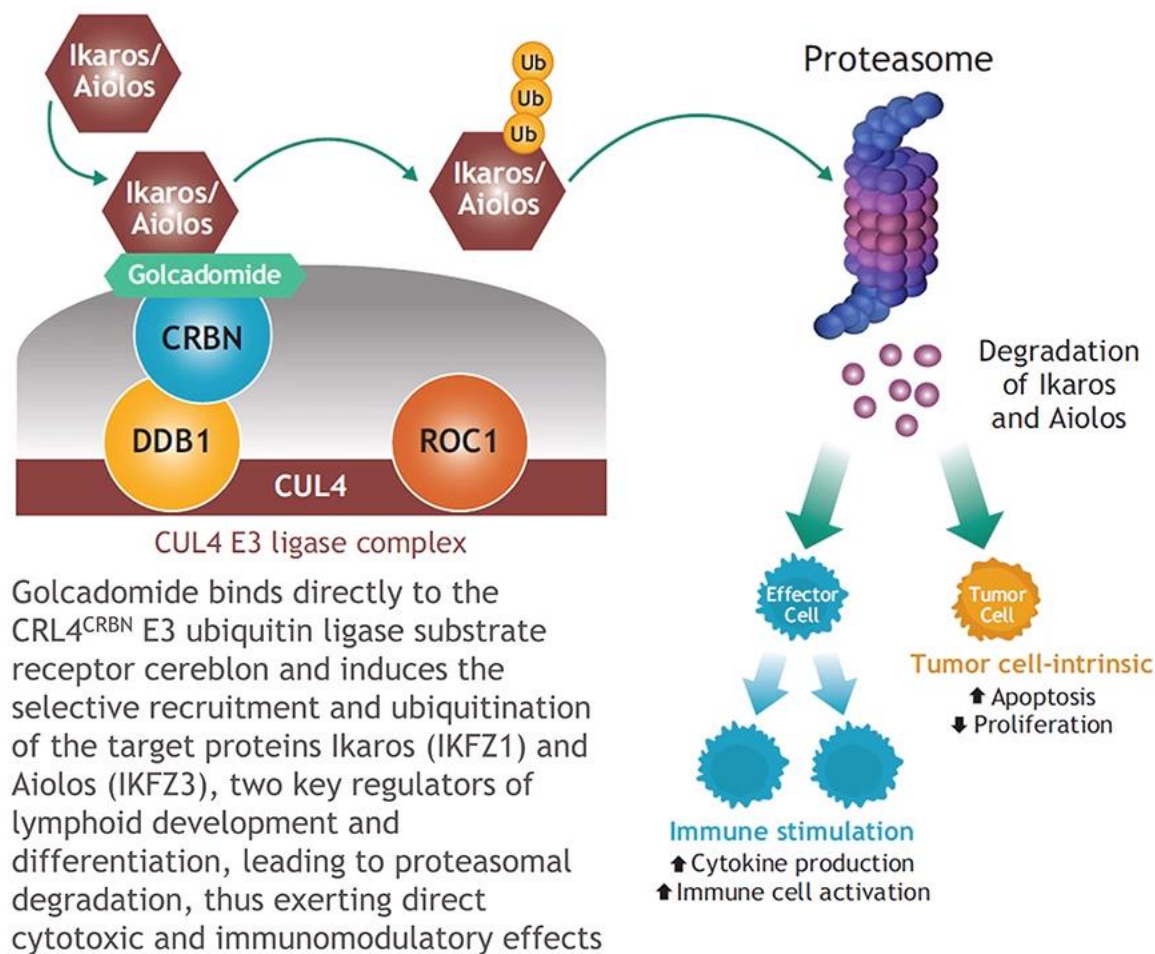 Ikaros/
Aiolos
Ikaros/
Aiolos
Golcadomide
CRBN
DDB1
ROC1
CUL4
CUL4 E3 ligase complex
Ub
Ub
Ub
Ikaros/
Aiolos
Proteasome
Degradation
of Ikaros
and Aiolos
Effector
Cell
Tumor
Cell
Tumor cell-intrinsic
⬆ Apoptosis
⬇ Proliferation
Immune stimulation
⬆ Cytokine production
⬆ Immune cell activation
Golcadomide binds directly to the
CRL4ᶜᴿᴮᴺ E3 ubiquitin ligase substrate
receptor cereblon and induces the
selective recruitment and ubiquitination
of the target proteins Ikaros (IKFZ1) and
Aiolos (IKFZ3), two key regulators of
lymphoid development and
differentiation, leading to proteasomal
degradation, thus exerting direct
cytotoxic and immunomodulatory effects